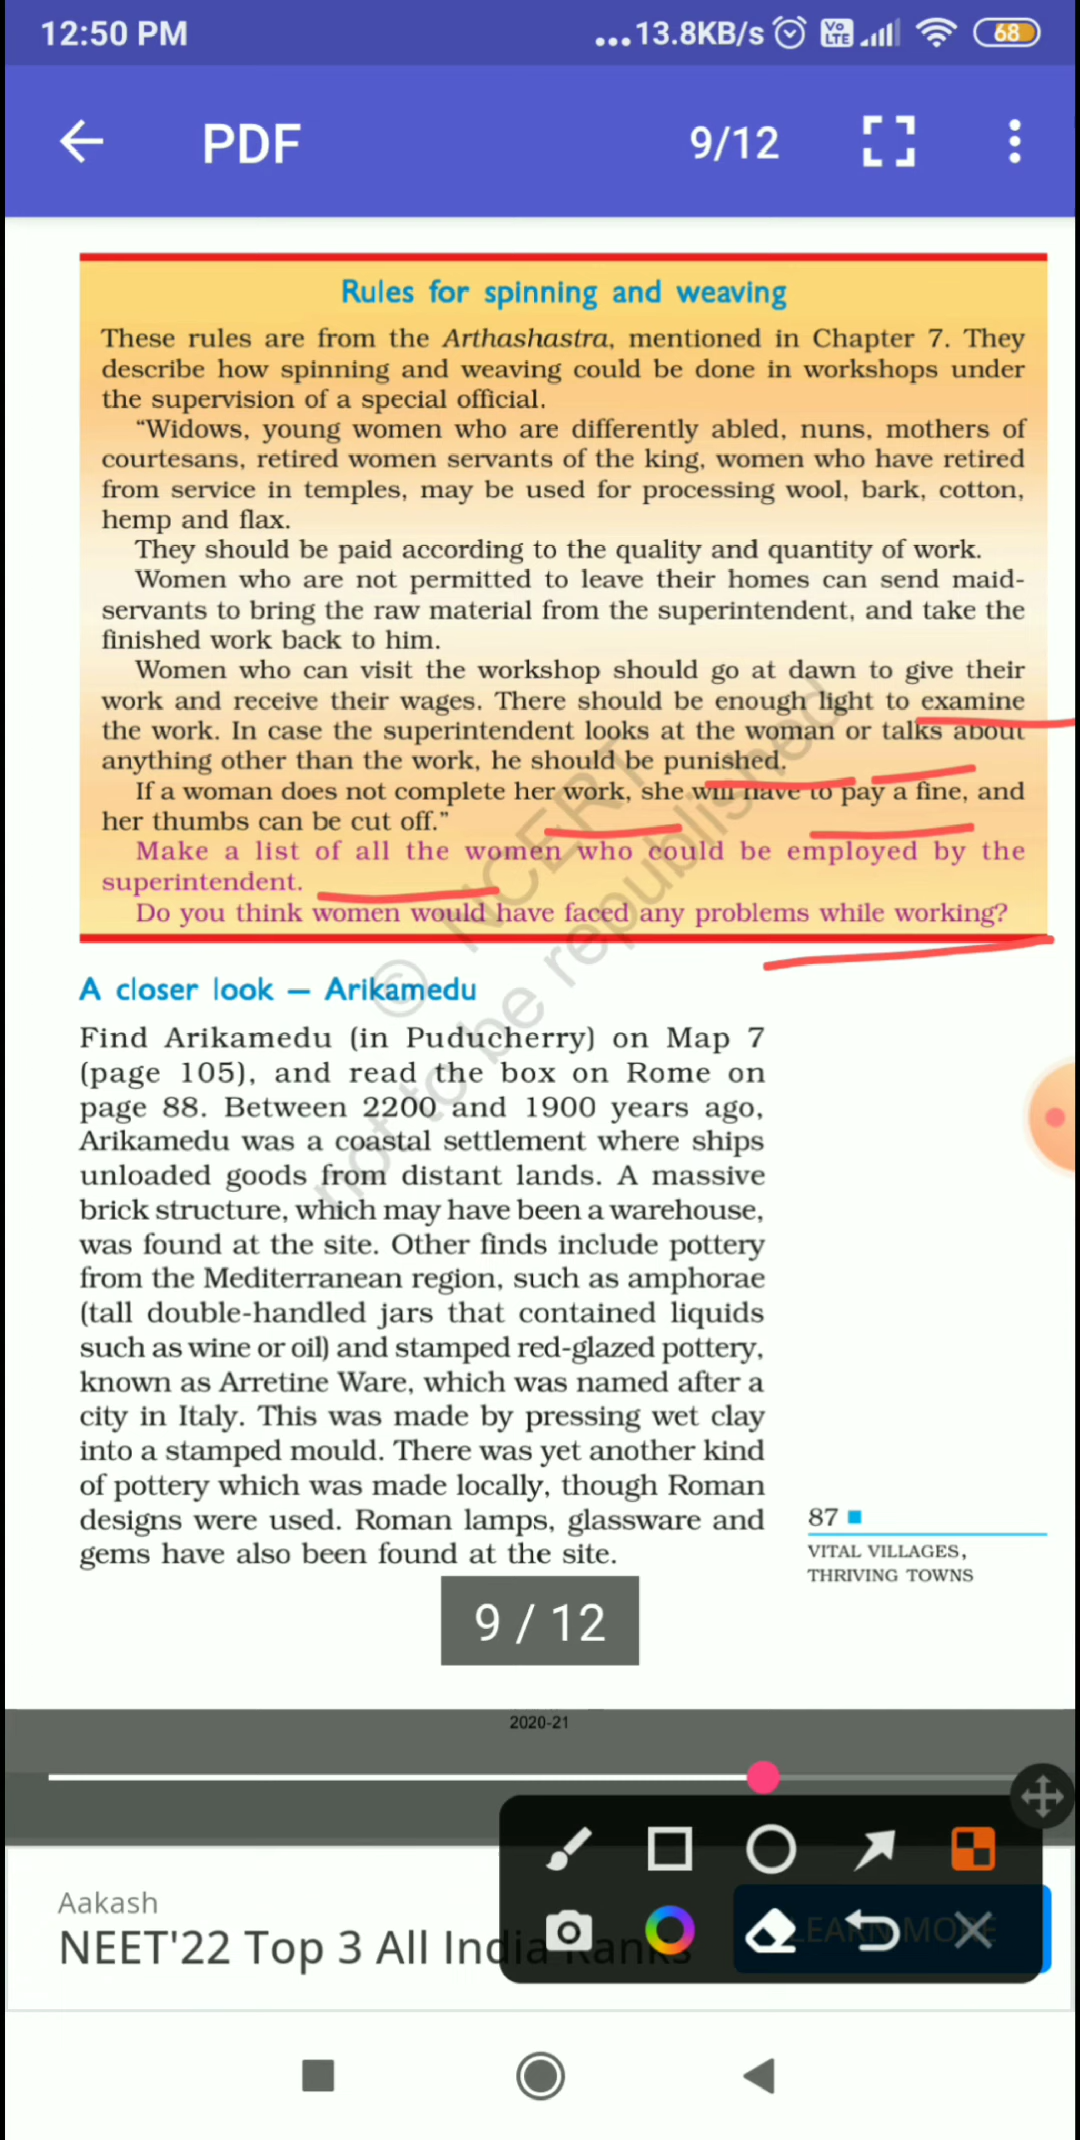 12:50 PM
...13.8KB/s Vo LTE 68
PDF 9/12
Rules for spinning and weaving
These rules are from the Arthashastra, mentioned in Chapter 7. They
describe how spinning and weaving could be done in workshops under
the supervision of a special official.
“Widows, young women who are differently abled, nuns, mothers of
courtesans, retired women servants of the king, women who have retired
from service in temples, may be used for processing wool, bark, cotton,
hemp and flax.
They should be paid according to the quality and quantity of work.
Women who are not permitted to leave their homes can send maid-
servants to bring the raw material from the superintendent, and take the
finished work back to him.
Women who can visit the workshop should go at dawn to give their
work and receive their wages. There should be enough light to examine
the work. In case the superintendent looks at the woman or talks about
anything other than the work, he should be punished.
If a woman does not complete her work, she will have to pay a fine, and
her thumbs can be cut off.”
Make a list of all the women who could be employed by the
superintendent.
Do you think women would have faced any problems while working?
© NCERT
not to be republished
A closer look – Arikamedu
Find Arikamedu (in Puducherry) on Map 7
(page 105), and read the box on Rome on
page 88. Between 2200 and 1900 years ago,
Arikamedu was a coastal settlement where ships
unloaded goods from distant lands. A massive
brick structure, which may have been a warehouse,
was found at the site. Other finds include pottery
from the Mediterranean region, such as amphorae
(tall double-handled jars that contained liquids
such as wine or oil) and stamped red-glazed pottery,
known as Arretine Ware, which was named after a
city in Italy. This was made by pressing wet clay
into a stamped mould. There was yet another kind
of pottery which was made locally, though Roman
designs were used. Roman lamps, glassware and
gems have also been found at the site.
87
VITAL VILLAGES,
THRIVING TOWNS
9 / 12
2020-21
Aakash
NEET'22 Top 3 All India Ranks
LEARN MORE